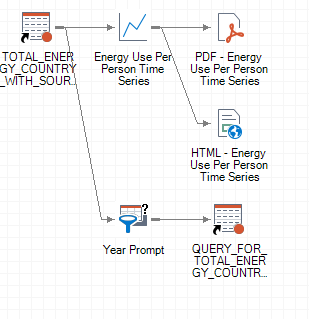 TOTAL_ENER
GY_COUNTRY
_WITH_SOUR...
Energy Use Per
Person Time
Series
PDF - Energy
Use Per Person
Time Series
HTML - Energy
Use Per Person
Time Series
?
Year Prompt
QUERY_FOR_
TOTAL_ENER
GY_COUNTR...